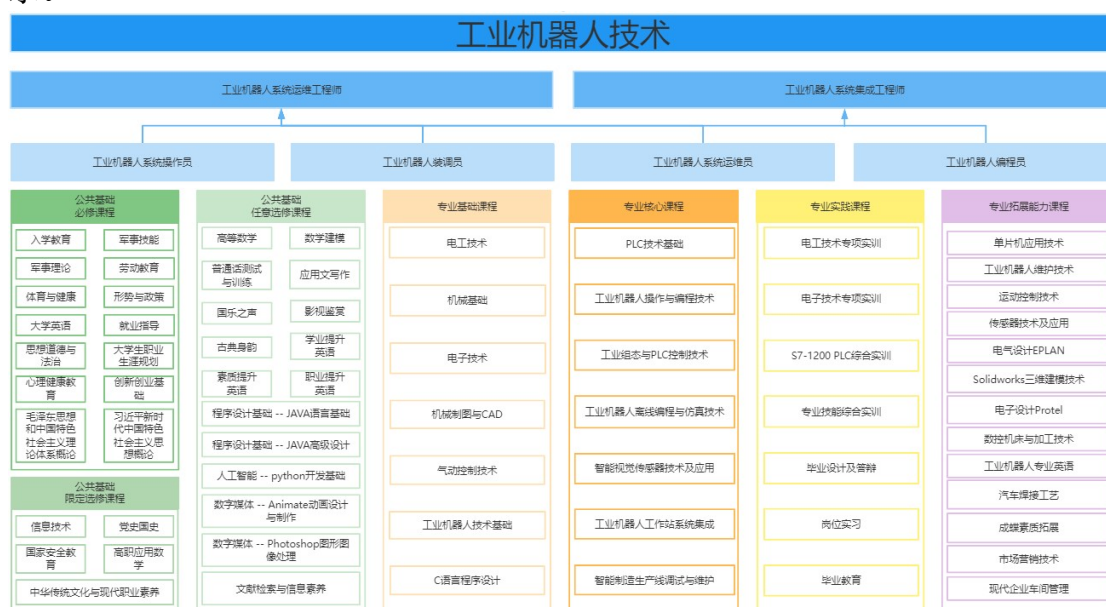 工业机器人技术
工业机器人系统运维工程师
工业机器人系统集成工程师
工业机器人系统操作员
工业机器人装调员
工业机器人系统运维员
工业机器人编程员
公共基础
必修课程
入学教育
军事技能
军事理论
劳动教育
体育与健康
形势与政策
大学英语
就业指导
思想道德与
法治
大学生职业
生涯规划
心理健康教
育
创新创业基
础
毛泽东思想
和中国特色
社会主义理
论体系概论
习近平新时
代中国特色
社会主义思
想概论
公共基础
限定选修课程
信息技术
党史国史
国家安全教
育
高职应用数
学
中华传统文化与现代职业素养
公共基础
任意选修课程
高等数学
数学建模
普通话测试
与训练
应用文写作
国乐之声
影视鉴赏
古典身韵
学业提升
英语
素质提升
英语
职业提升
英语
程序设计基础 -- JAVA语言基础
程序设计基础 -- JAVA高级设计
人工智能 -- python开发基础
数字媒体 -- Animate动画设计
与制作
数字媒体 -- Photoshop图形图
像处理
文献检索与信息素养
专业基础课程
电工技术
机械基础
电子技术
机械制图与CAD
气动控制技术
工业机器人技术基础
C语言程序设计
专业核心课程
PLC技术基础
工业机器人操作与编程技术
工业组态与PLC控制技术
工业机器人离线编程与仿真技术
智能视觉传感器技术及应用
工业机器人工作站系统集成
智能制造生产线调试与维护
专业实践课程
电工技术专项实训
电子技术专项实训
S7-1200 PLC综合实训
专业技能综合实训
毕业设计及答辩
岗位实习
毕业教育
专业拓展能力课程
单片机应用技术
工业机器人维护技术
运动控制技术
传感器技术及应用
电气设计EPLAN
Solidworks三维建模技术
电子设计Protel
数控机床与加工技术
工业机器人专业英语
汽车焊接工艺
成蝶素质拓展
市场营销技术
现代企业车间管理